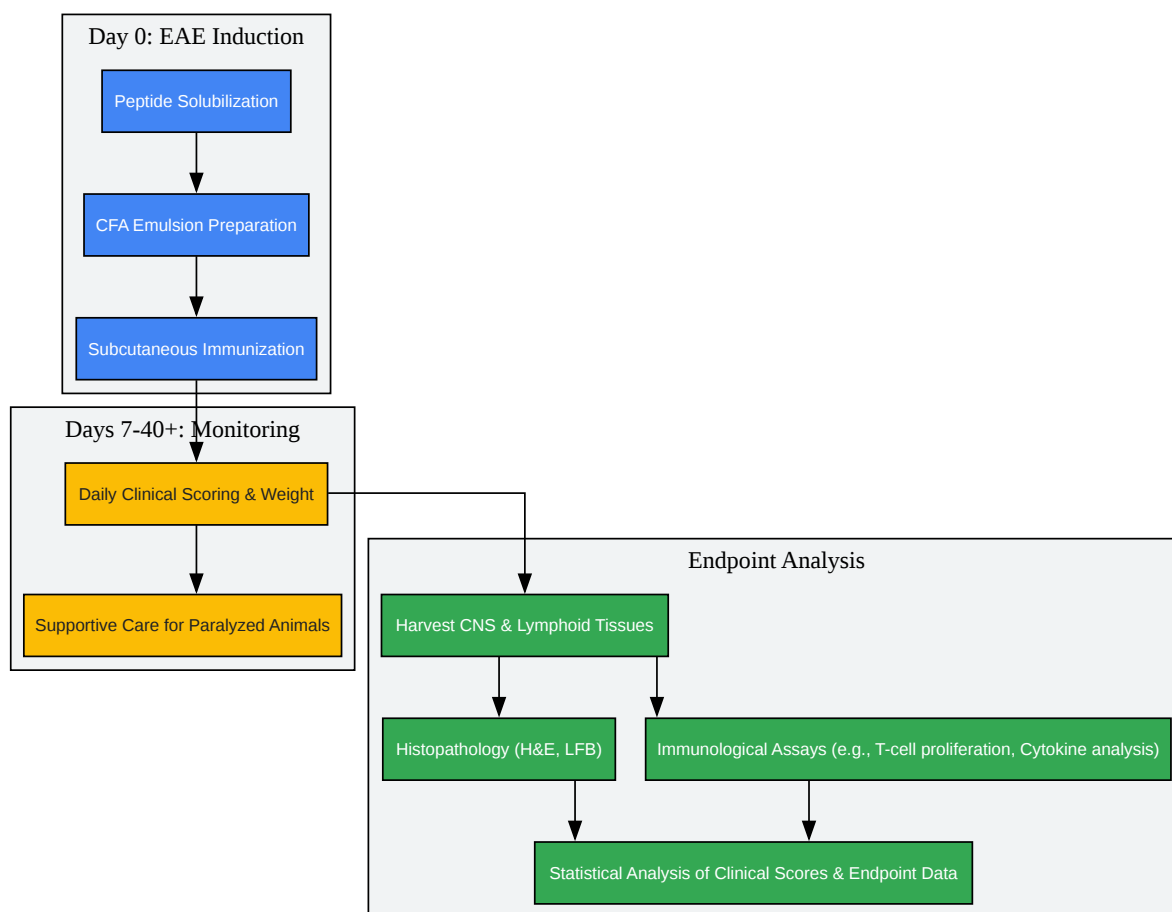 Day 0: EAE Induction
Peptide Solubilization
CFA Emulsion Preparation
Subcutaneous Immunization
Days 7-40+: Monitoring
Daily Clinical Scoring & Weight
Supportive Care for Paralyzed Animals
Endpoint Analysis
Harvest CNS & Lymphoid Tissues
Histopathology (H&E, LFB)
Immunological Assays (e.g., T-cell proliferation, Cytokine analysis)
Statistical Analysis of Clinical Scores & Endpoint Data